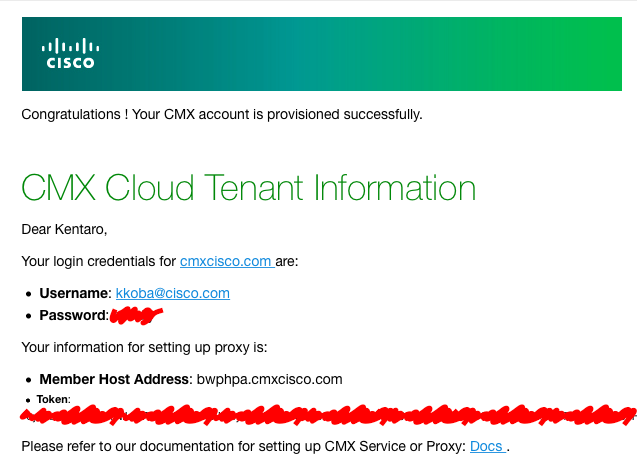 CISCO
Congratulations ! Your CMX account is provisioned successfully.
CMX Cloud Tenant Information
Dear Kentaro,
Your login credentials for cmxcisco.com are:
• Username: kkoba@cisco.com
• Password:
Your information for setting up proxy is:
• Member Host Address: bwphpa.cmxcisco.com
• Token:
Please refer to our documentation for setting up CMX Service or Proxy: Docs .